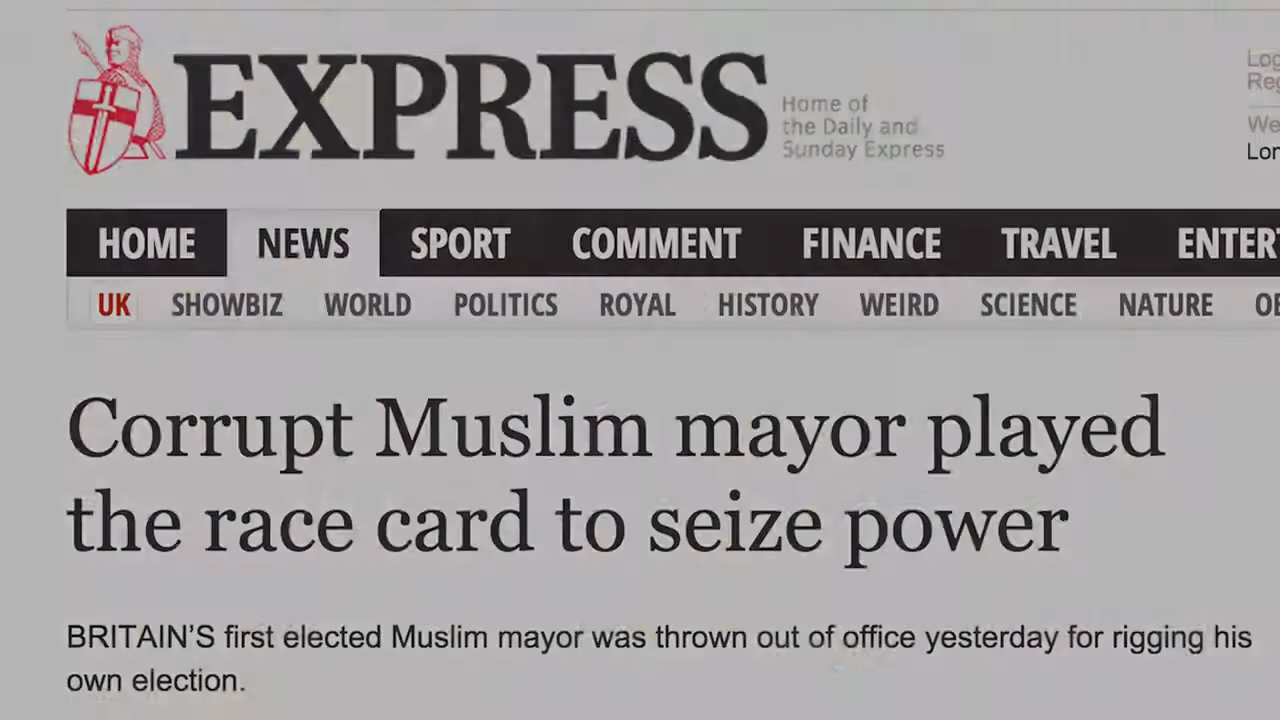 EXPRESS
Home of
the Daily and
Sunday Express
HOME NEWS SPORT COMMENT FINANCE TRAVEL
UK SHOWBIZ WORLD POLITICS ROYAL HISTORY WEIRD SCIENCE NATURE
Corrupt Muslim mayor played
the race card to seize power
BRITAIN'S first elected Muslim mayor was thrown out of office yesterday for rigging his
own election.